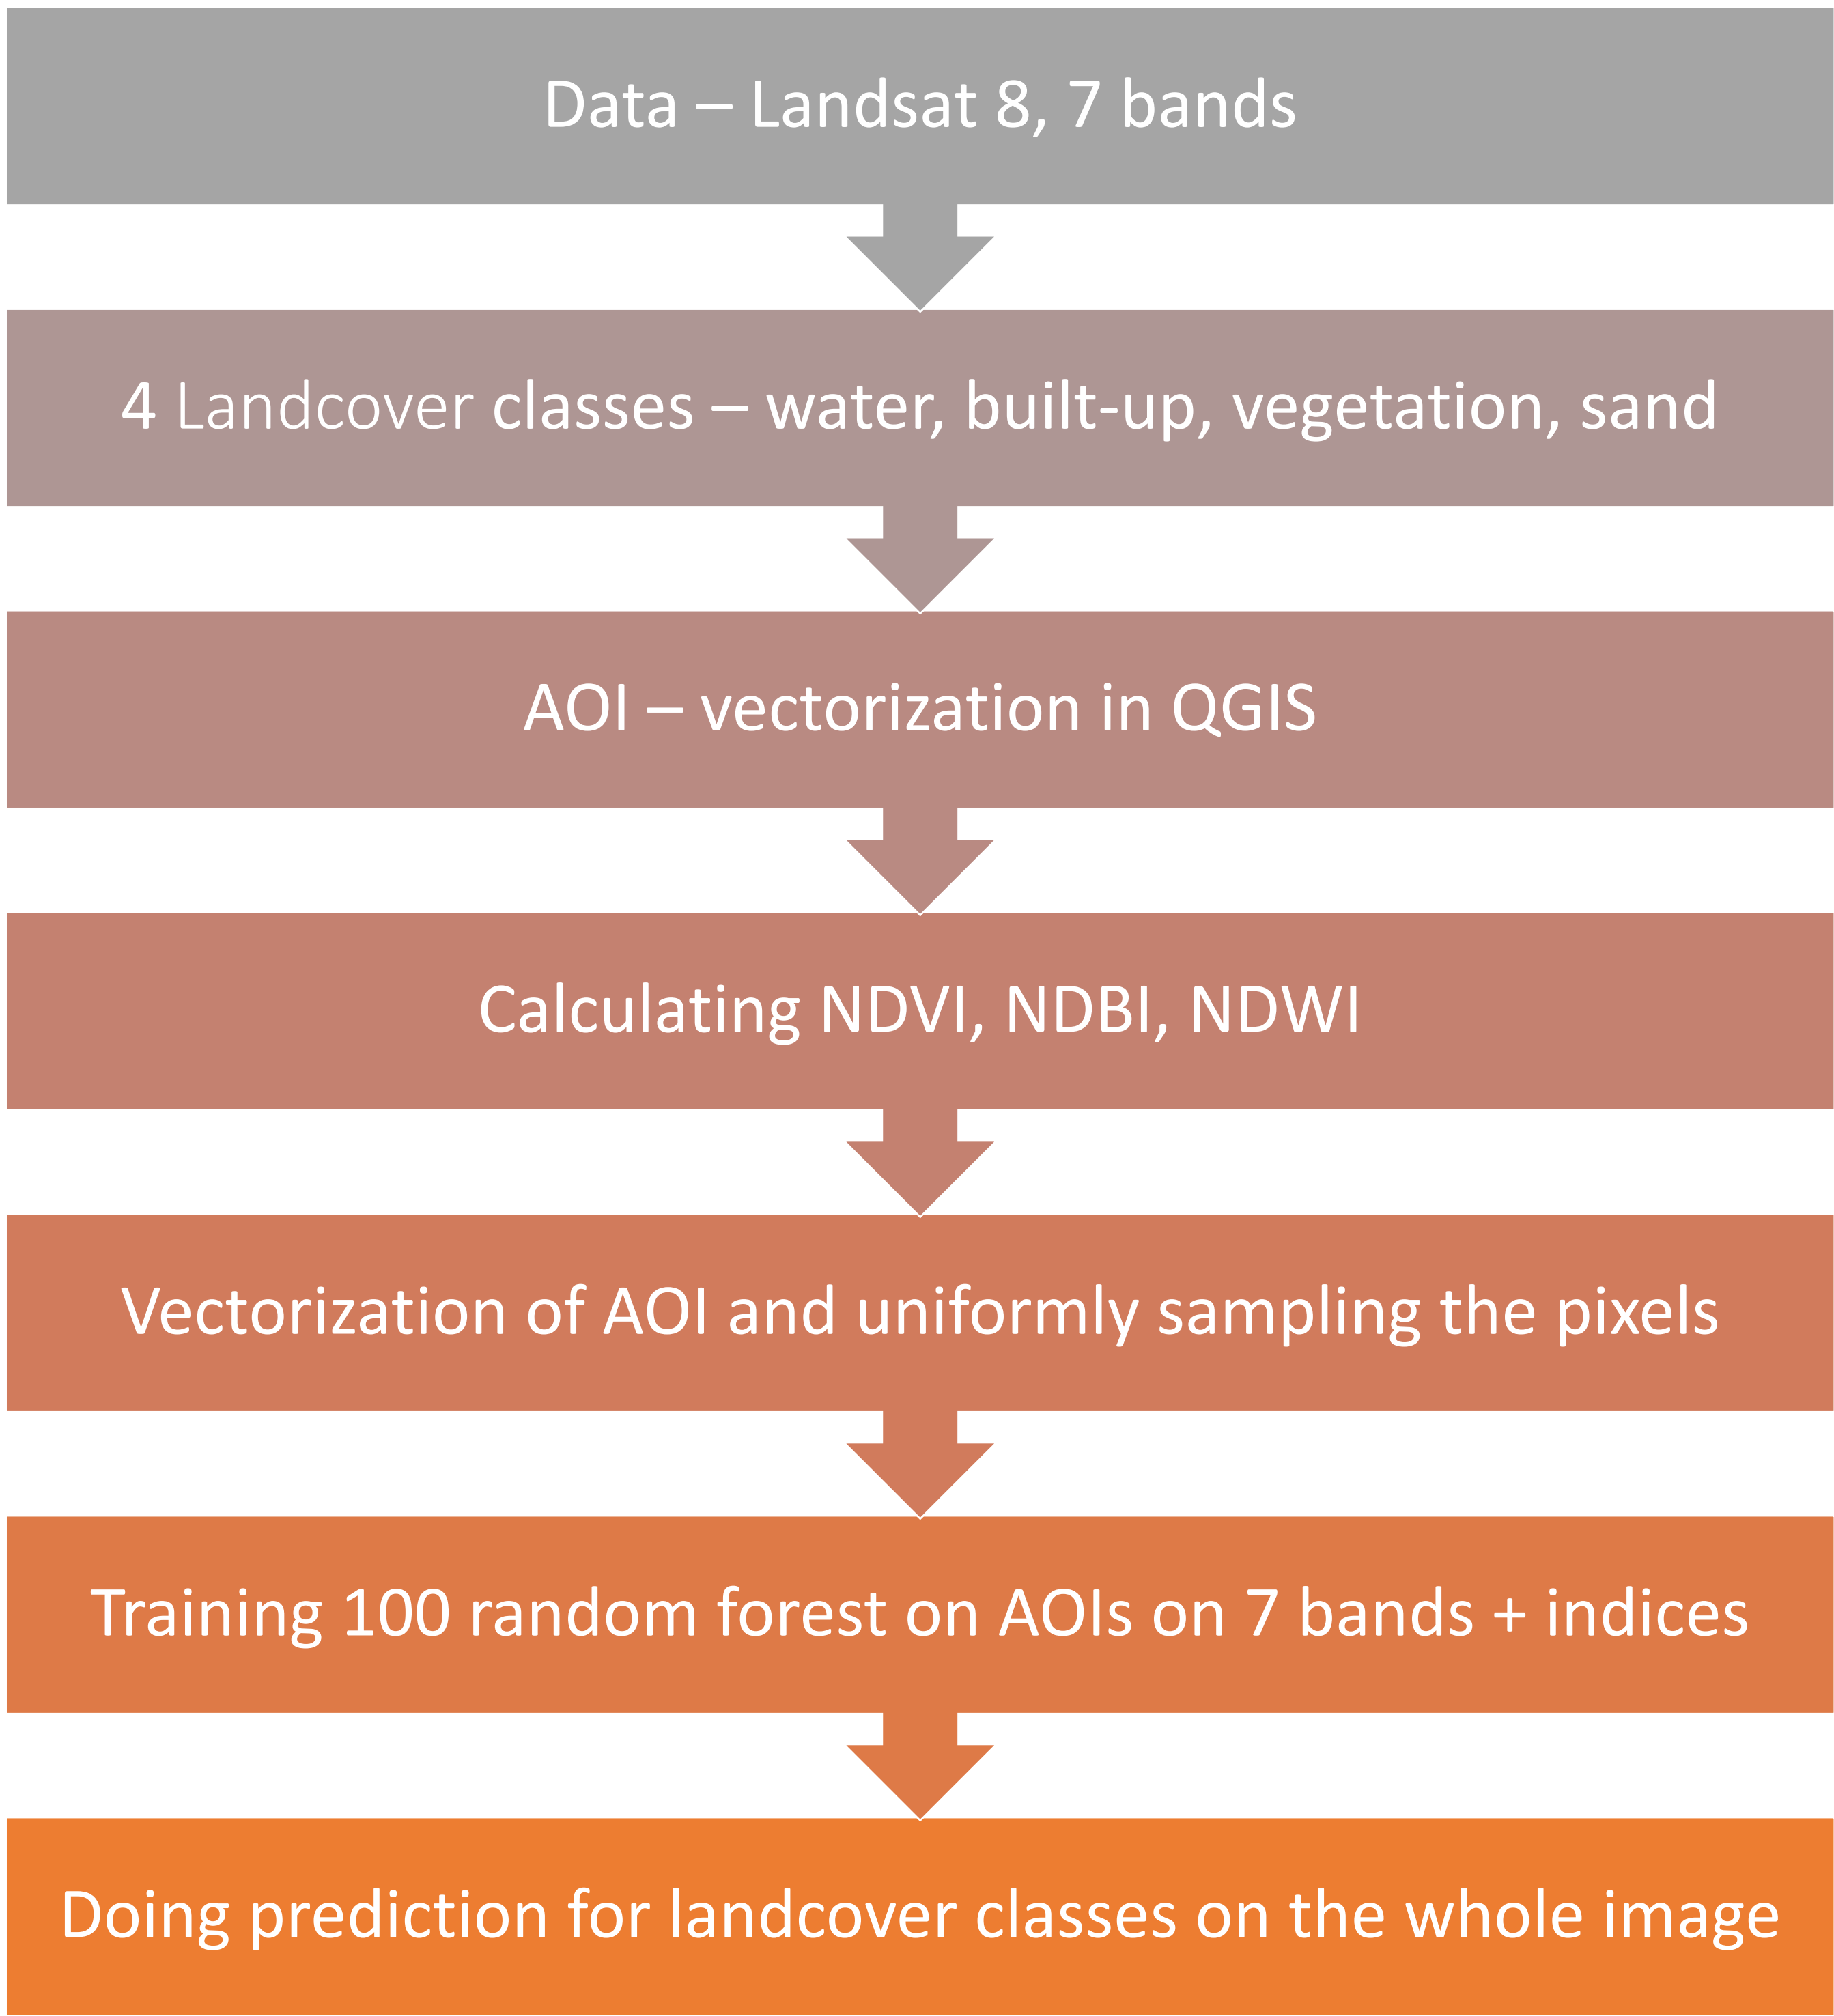 Data – Landsat 8, 7 bands
4 Landcover classes – water, built-up, vegetation, sand
AOI – vectorization in QGIS
Calculating NDVI, NDBI, NDWI
Vectorization of AOI and uniformly sampling the pixels
Training 100 random forest on AOIs on 7 bands + indices
Doing prediction for landcover classes on the whole image